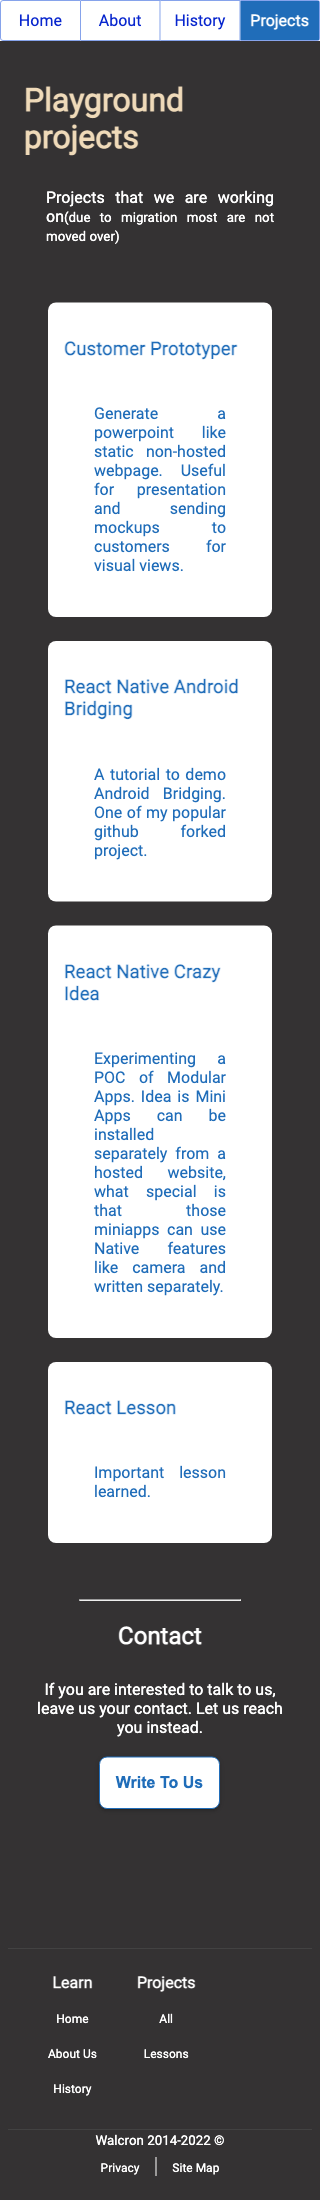 Home About History Projects
Playground
projects
Projects that we are working
on(due to migration most are not
moved over)
Customer Prototyper
Generate a
powerpoint like
static non-hosted
webpage. Useful
for presentation
and sending
mockups to
customers for
visual views.
React Native Android
Bridging
A tutorial to demo
Android Bridging.
One of my popular
github forked
project.
React Native Crazy
Idea
Experimenting a
POC of Modular
Apps. Idea is Mini
Apps can be
installed
separately from a
hosted website,
what special is
that those
miniapps can use
Native features
like camera and
written separately.
React Lesson
Important lesson
learned.
Contact
If you are interested to talk to us,
leave us your contact. Let us reach
you instead.
Write To Us
Learn Projects
Home All
About Us Lessons
History
Walcron 2014-2022 ©
Privacy Site Map